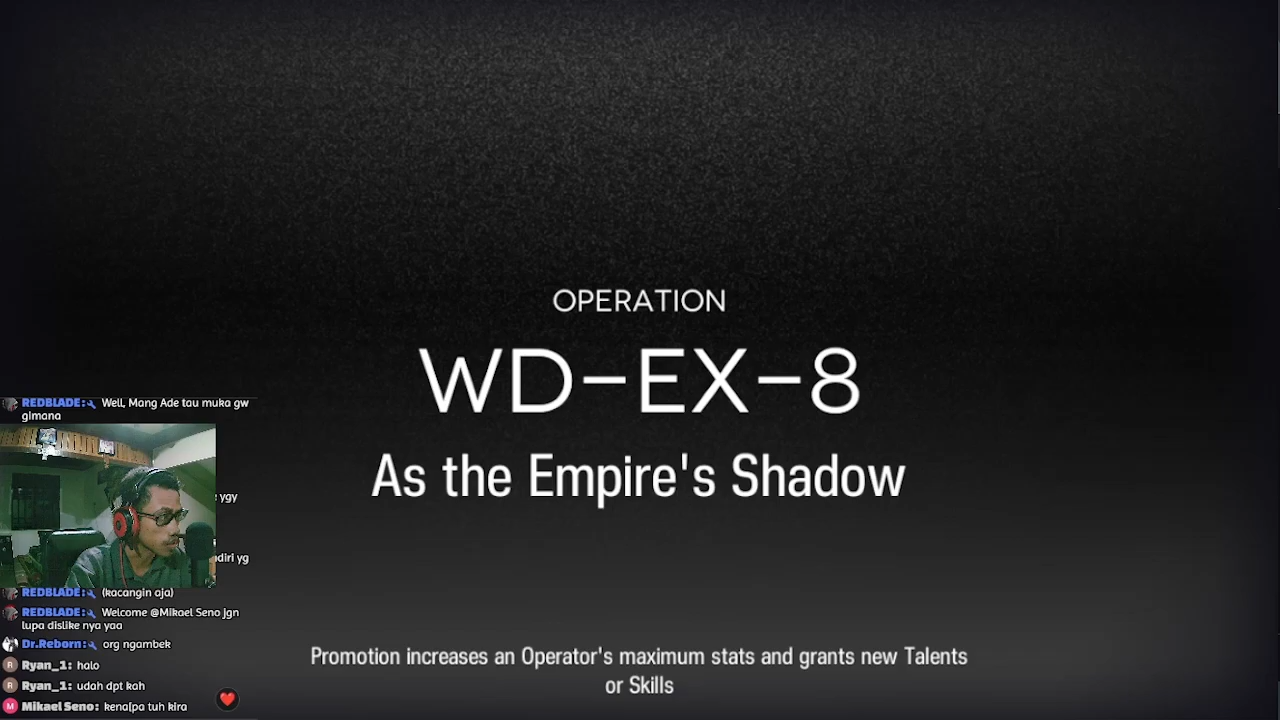 OPERATION
WD-EX-8
As the Empire's Shadow
Promotion increases an Operator's maximum stats and grants new Talents
or Skills
REDBLADE: Well, Mang Ade tau muka gw
gimana
ygy
diri yg
REDBLADE: (kacangin aja)
REDBLADE: Welcome @Mikael Seno jgn
lupa dislike nya yaa
Dr.Reborn: org ngambek
Ryan_1: halo
Ryan_1: udah dpt kah
Mikael Seno: kenalpa tuh kira